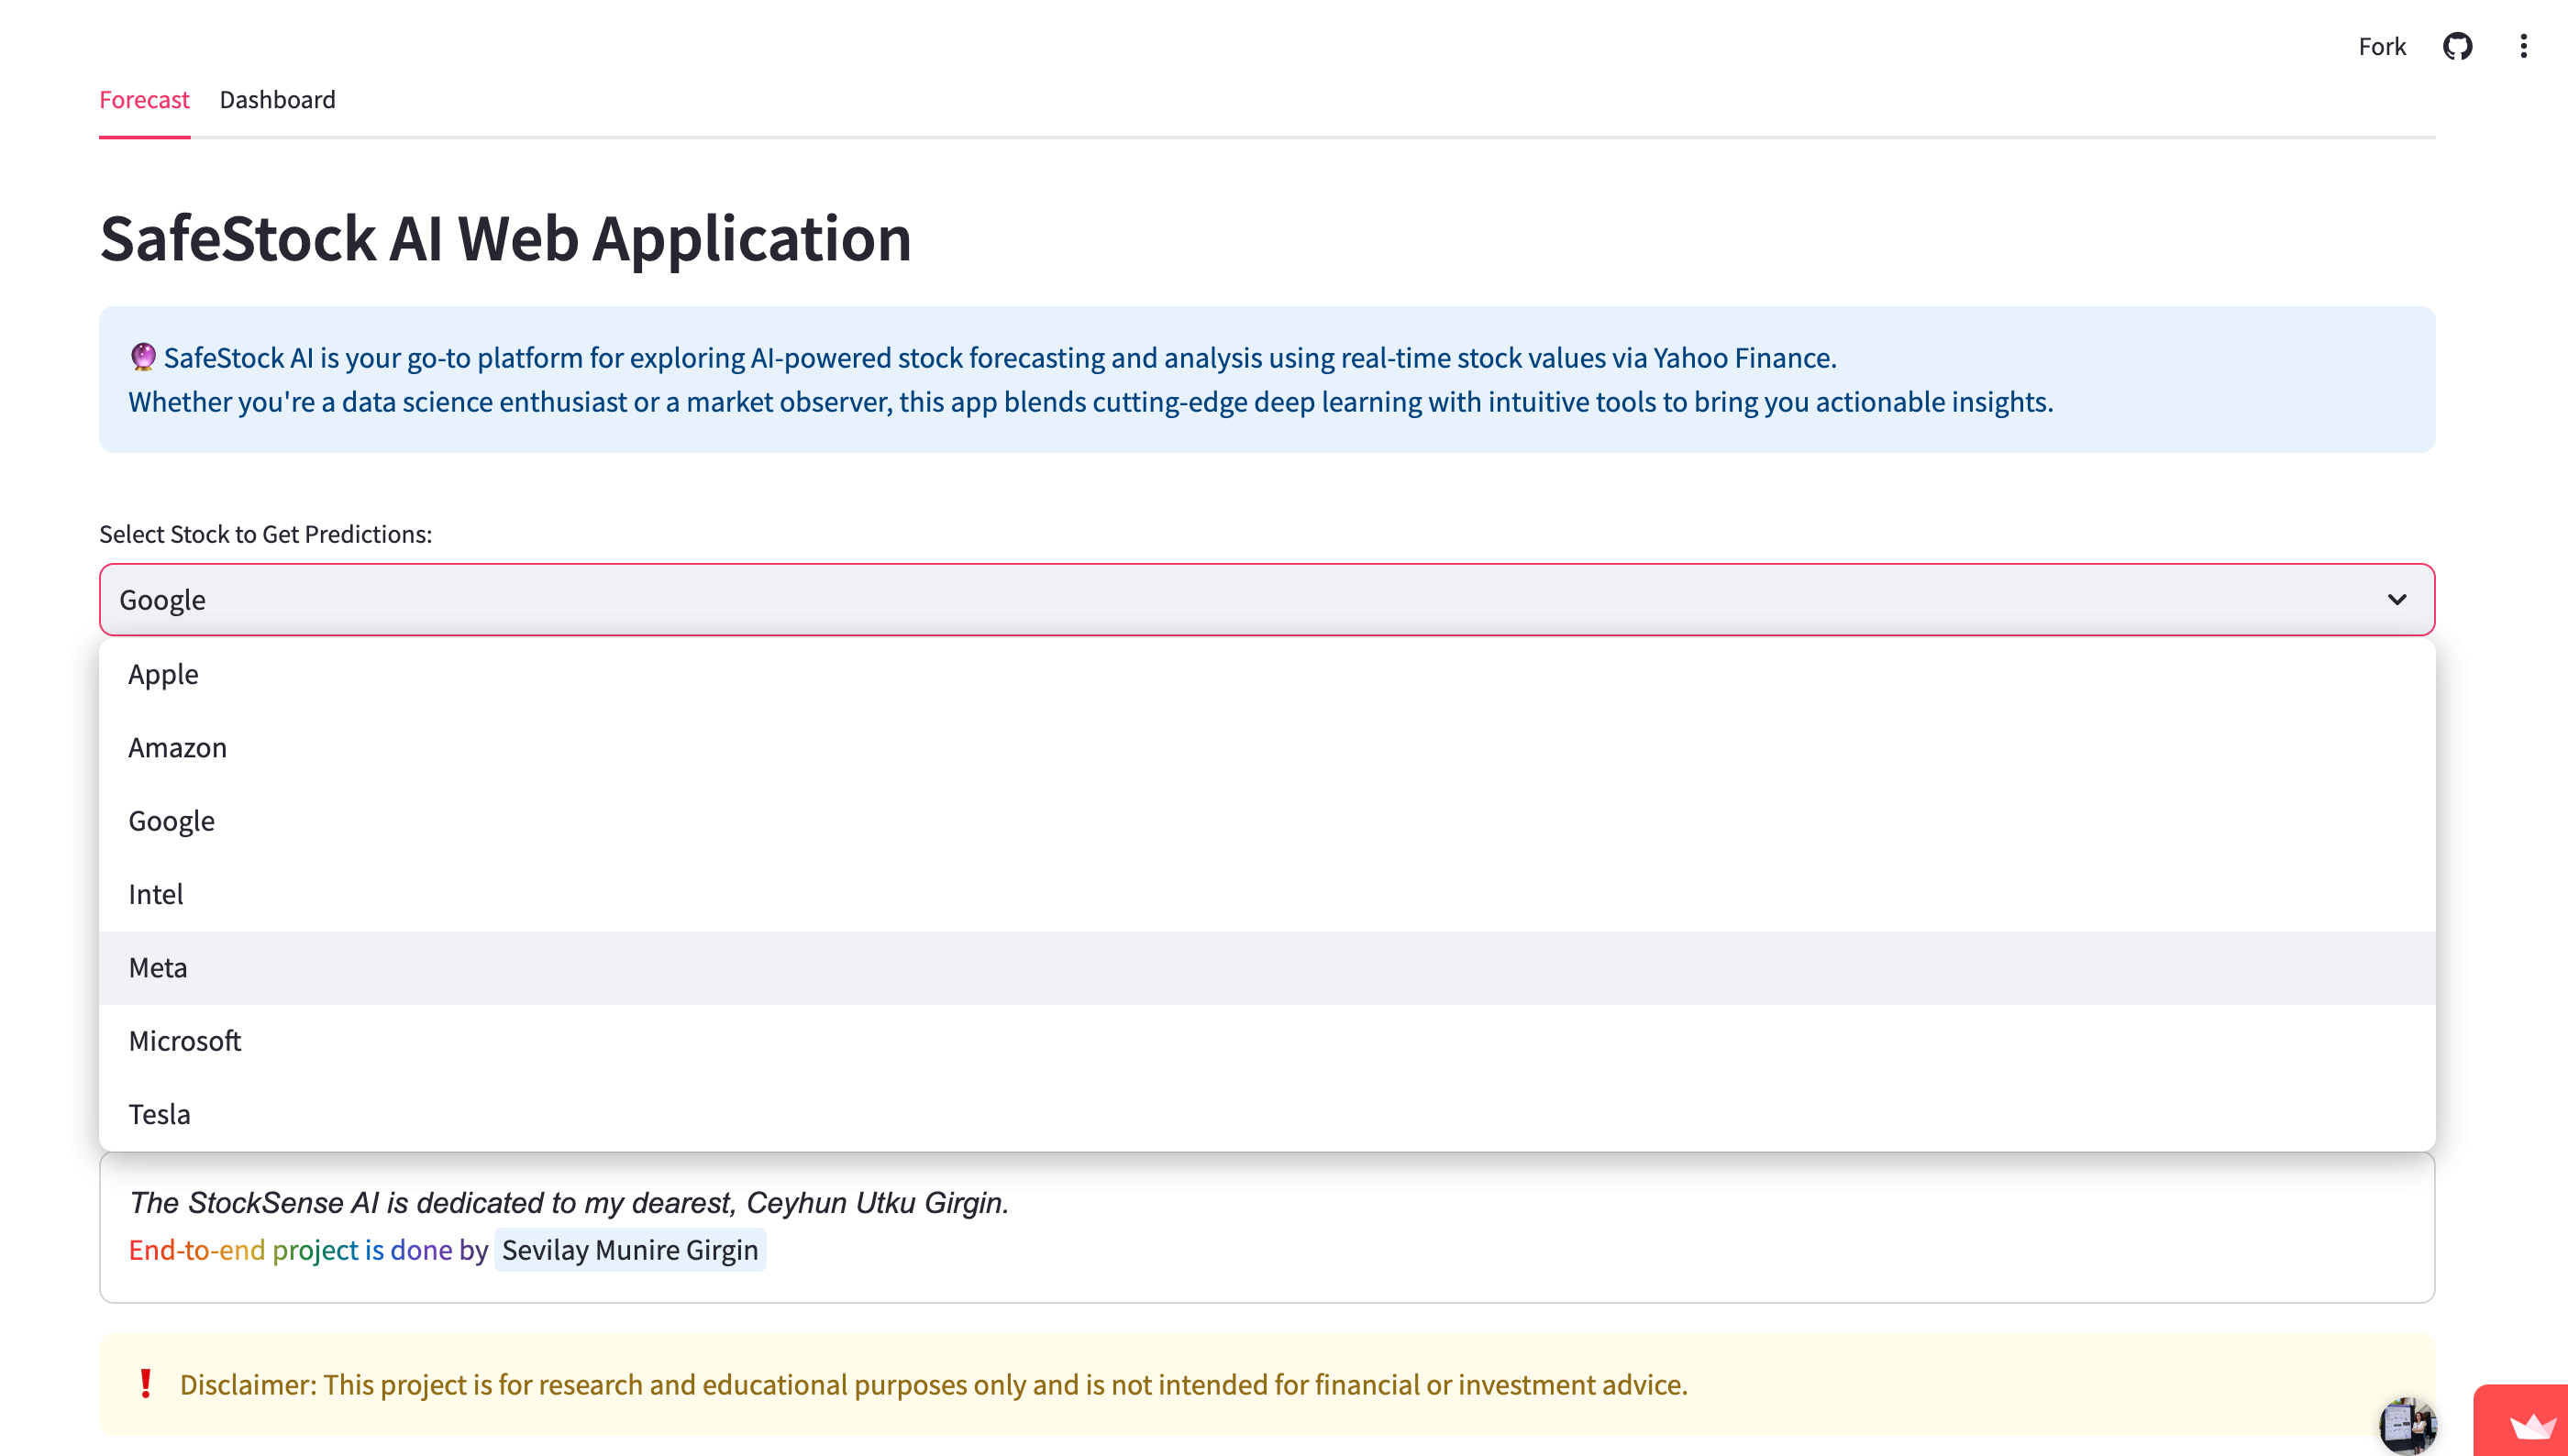 Fork
Forecast Dashboard
SafeStock AI Web Application
🔮 SafeStock AI is your go-to platform for exploring AI-powered stock forecasting and analysis using real-time stock values via Yahoo Finance.
Whether you're a data science enthusiast or a market observer, this app blends cutting-edge deep learning with intuitive tools to bring you actionable insights.
Select Stock to Get Predictions:
Google
Apple
Amazon
Google
Intel
Meta
Microsoft
Tesla
The StockSense AI is dedicated to my dearest, Ceyhun Utku Girgin.
End-to-end project is done by Sevilay Munire Girgin
❗ Disclaimer: This project is for research and educational purposes only and is not intended for financial or investment advice.